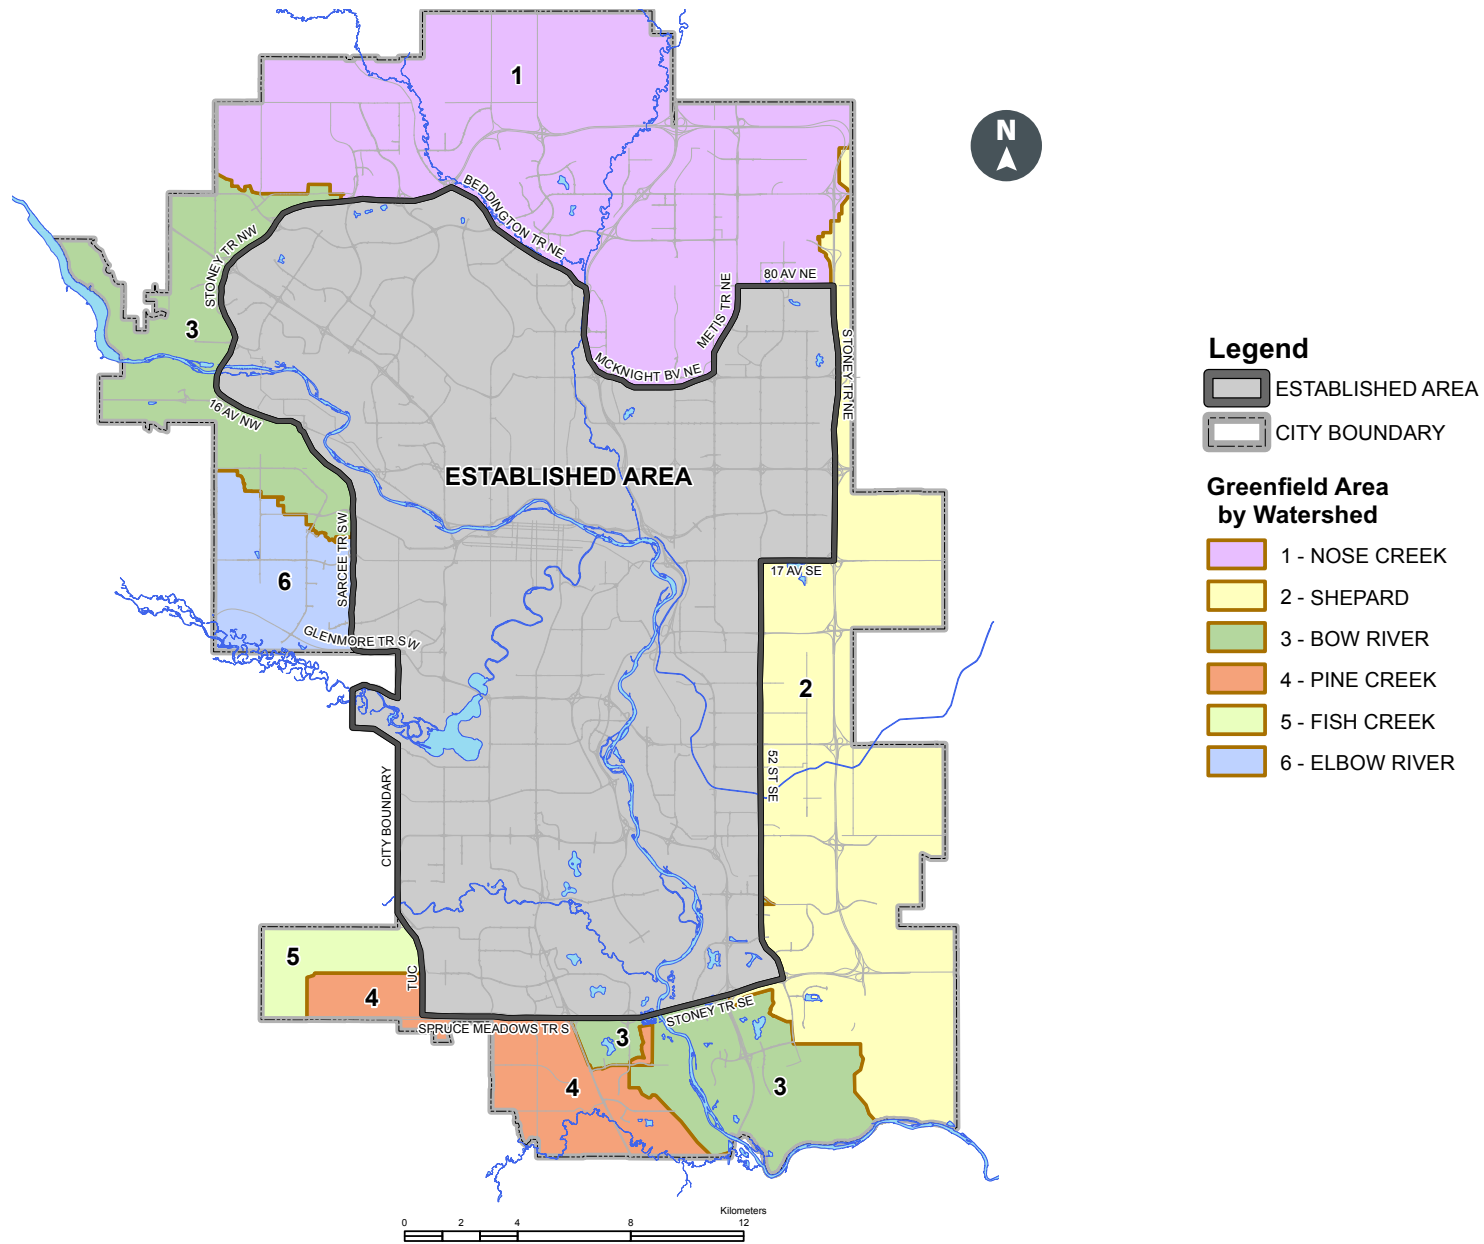 1
N
BEDDINGTON TR NE
STONEY TR NW
80 AV NE
METIS TR NE
3
MCKNIGHT BV NE
STONEY TR NE
16 AV NW
ESTABLISHED AREA
SARCEE TR SW
17 AV SE
6
GLENMORE TR SW
2
52 ST SE
CITY BOUNDARY
5
4
TUC
SPRUCE MEADOWS TR S
STONEY TR SE
3
4
3
Legend
ESTABLISHED AREA
CITY BOUNDARY
Greenfield Area
by Watershed
1 - NOSE CREEK
2 - SHEPARD
3 - BOW RIVER
4 - PINE CREEK
5 - FISH CREEK
6 - ELBOW RIVER
Kilometers
0 2 4 8 12